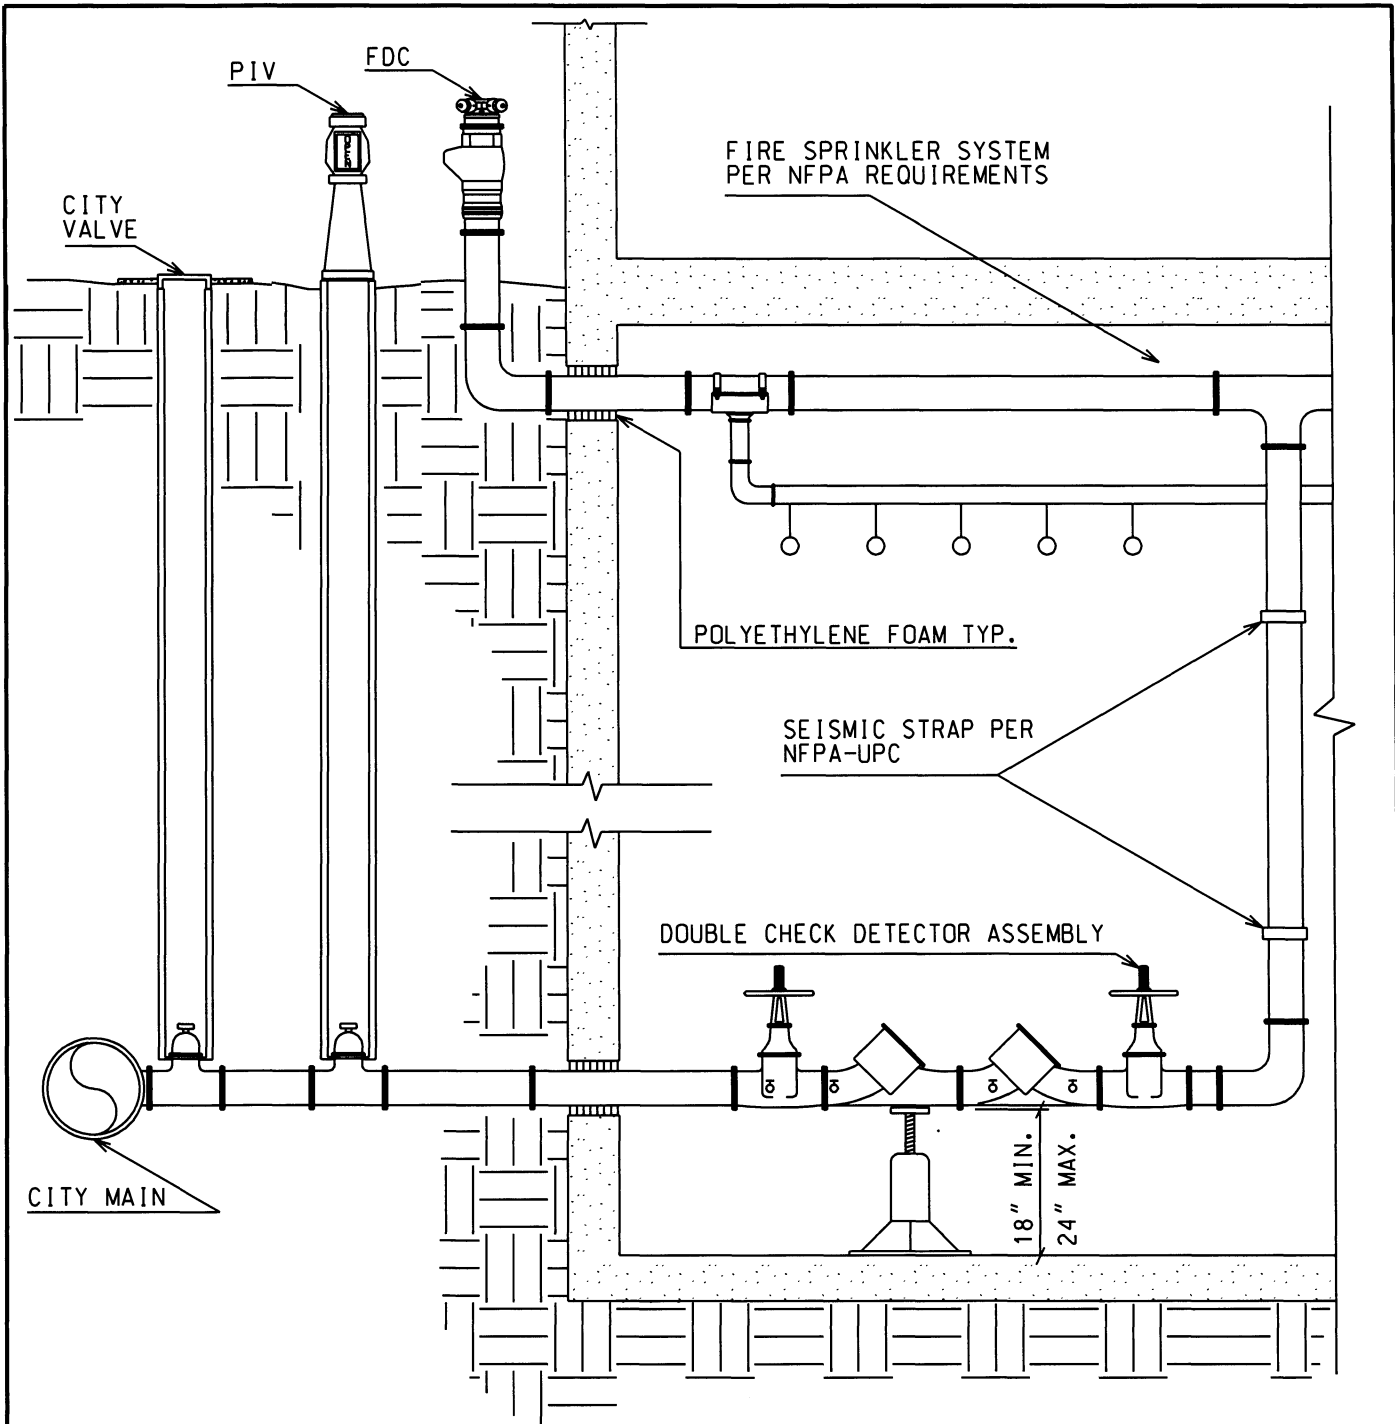 PIV
FDC
FIRE SPRINKLER SYSTEM
PER NFPA REQUIREMENTS
CITY
VALVE
OPEN
POLYETHYLENE FOAM TYP.
SEISMIC STRAP PER
NFPA-UPC
DOUBLE CHECK DETECTOR ASSEMBLY
18" MIN.
24" MAX.
CITY MAIN